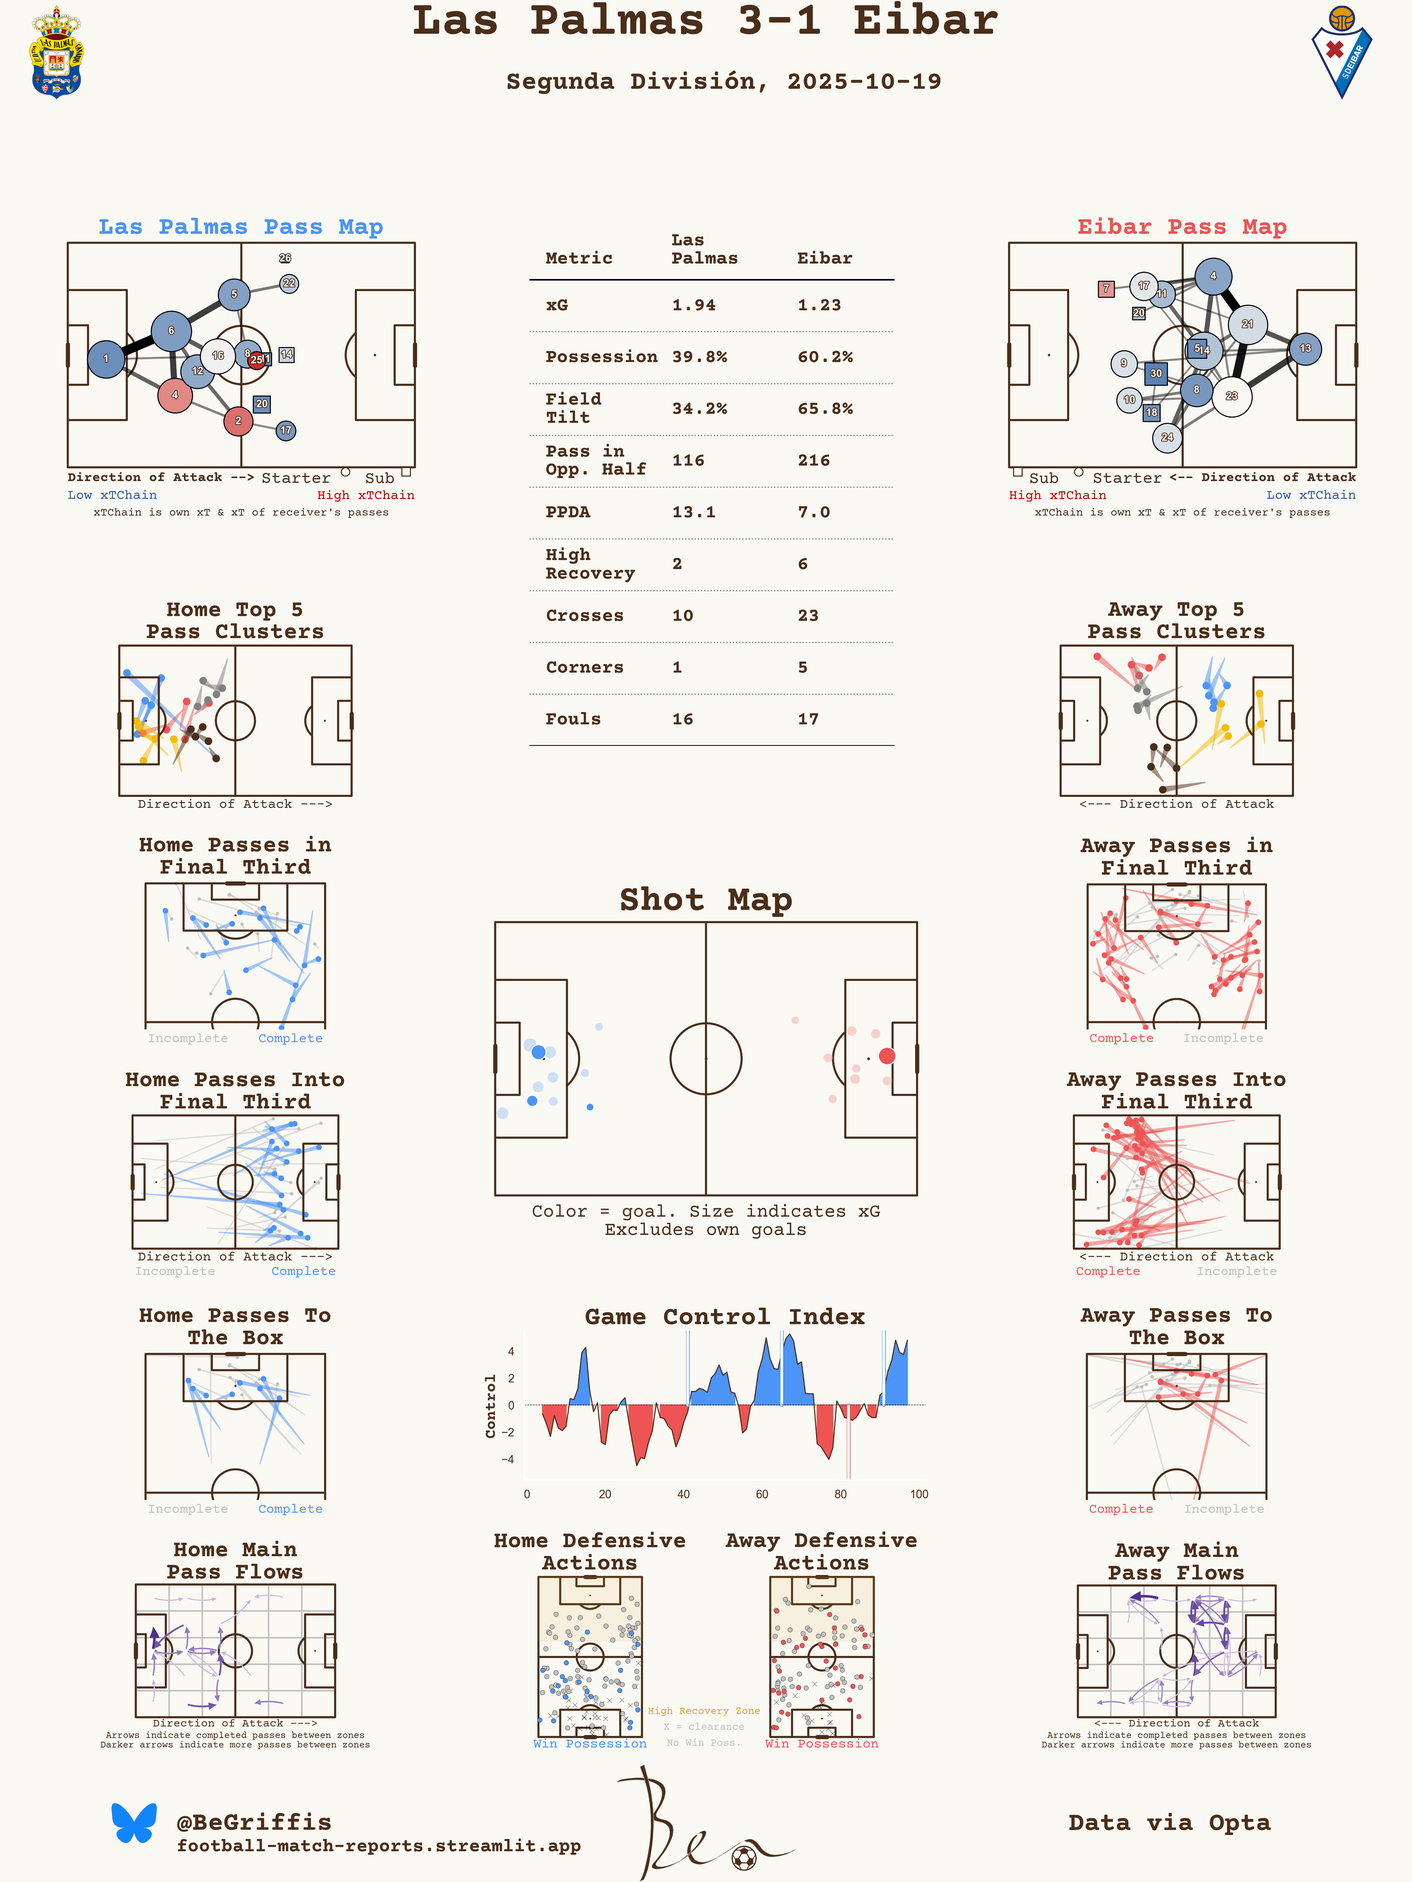 Las Palmas 3-1 Eibar
Segunda División, 2025-10-19
SDEIBAR
Las Palmas Pass Map
26
22
5
6
1
16
8
25
14
12
4
20
2
17
Direction of Attack --> Starter Sub
Low xTChain High xTChain
xTChain is own xT & xT of receiver's passes
Metric Las Palmas Eibar
xG 1.94 1.23
Possession 39.8% 60.2%
Field Tilt 34.2% 65.8%
Pass in Opp. Half 116 216
PPDA 13.1 7.0
High Recovery 2 6
Crosses 10 23
Corners 1 5
Fouls 16 17
Eibar Pass Map
4
7
17
11
20
21
5
14
13
9
30
8
10
18
23
24
Sub Starter <-- Direction of Attack
High xTChain Low xTChain
xTChain is own xT & xT of receiver's passes
Home Top 5
Pass Clusters
Direction of Attack --->
Away Top 5
Pass Clusters
<--- Direction of Attack
Home Passes in
Final Third
Incomplete Complete
Shot Map
Color = goal. Size indicates xG
Excludes own goals
Away Passes in
Final Third
Complete Incomplete
Home Passes Into
Final Third
Direction of Attack --->
Incomplete Complete
Away Passes Into
Final Third
<--- Direction of Attack
Complete Incomplete
Home Passes To
The Box
Incomplete Complete
Game Control Index
Control
4
2
0
−2
−4
0 20 40 60 80 100
Away Passes To
The Box
Complete Incomplete
Home Main
Pass Flows
Direction of Attack --->
Arrows indicate completed passes between zones
Darker arrows indicate more passes between zones
Home Defensive
Actions
Win Possession
High Recovery Zone
X = clearance
No Win Poss.
Away Defensive
Actions
Win Possession
Away Main
Pass Flows
<--- Direction of Attack
Arrows indicate completed passes between zones
Darker arrows indicate more passes between zones
@BeGriffis
football-match-reports.streamlit.app
Ben
Data via Opta